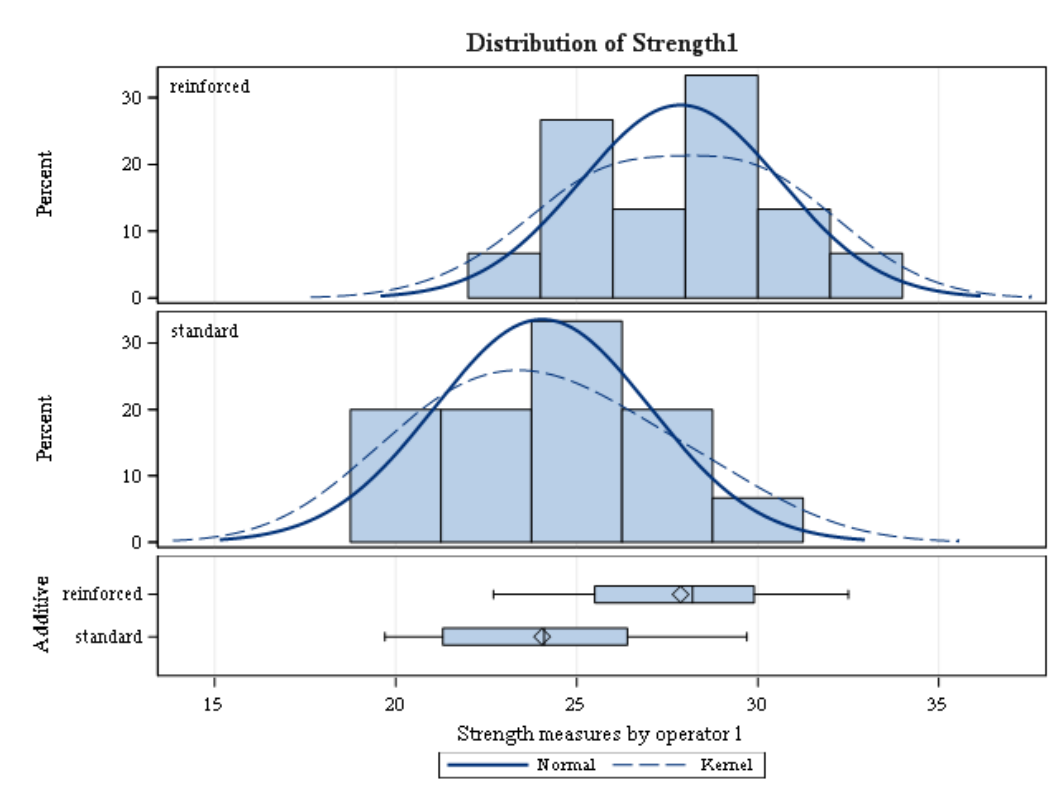 Distribution of Strength1
reinforced
30
20
10
0
Percent
standard
30
20
10
0
Percent
Additive
reinforced
standard
15 20 25 30 35
Strength measures by operator 1
Normal Kernel